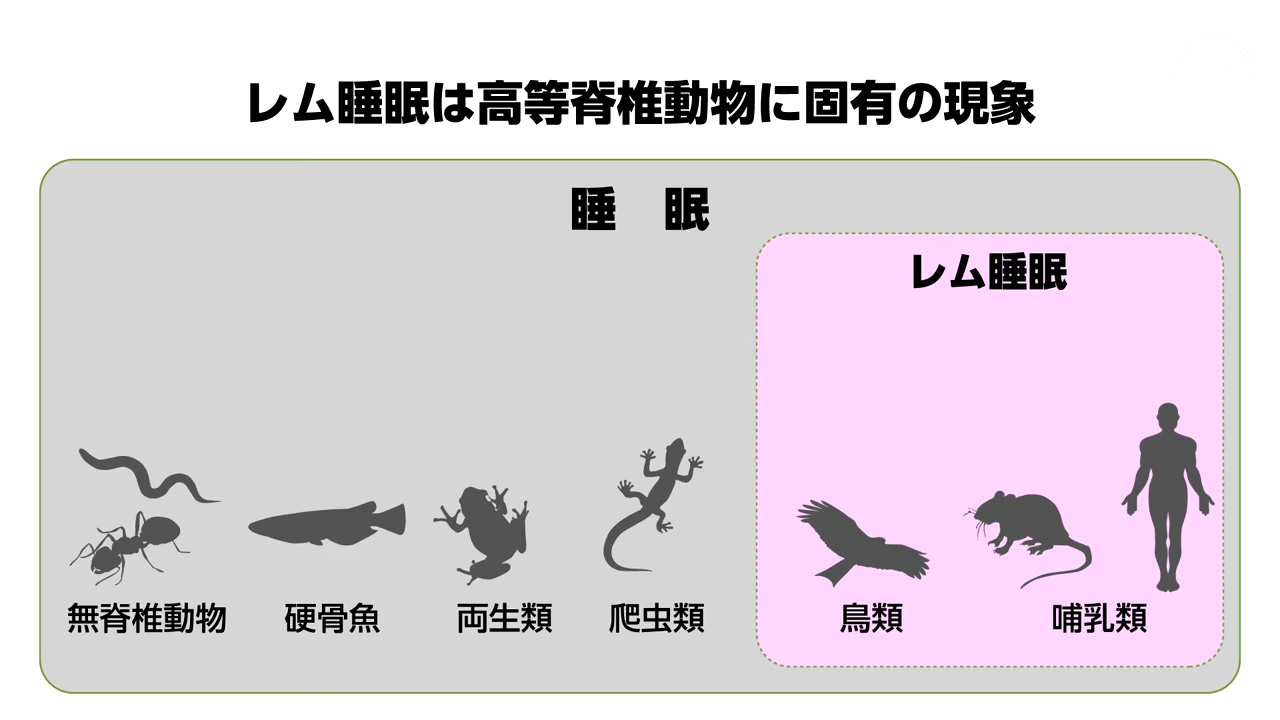 レム睡眠は高等脊椎動物に固有の現象
睡　眠
レム睡眠
無脊椎動物
硬骨魚
両生類
爬虫類
鳥類
哺乳類